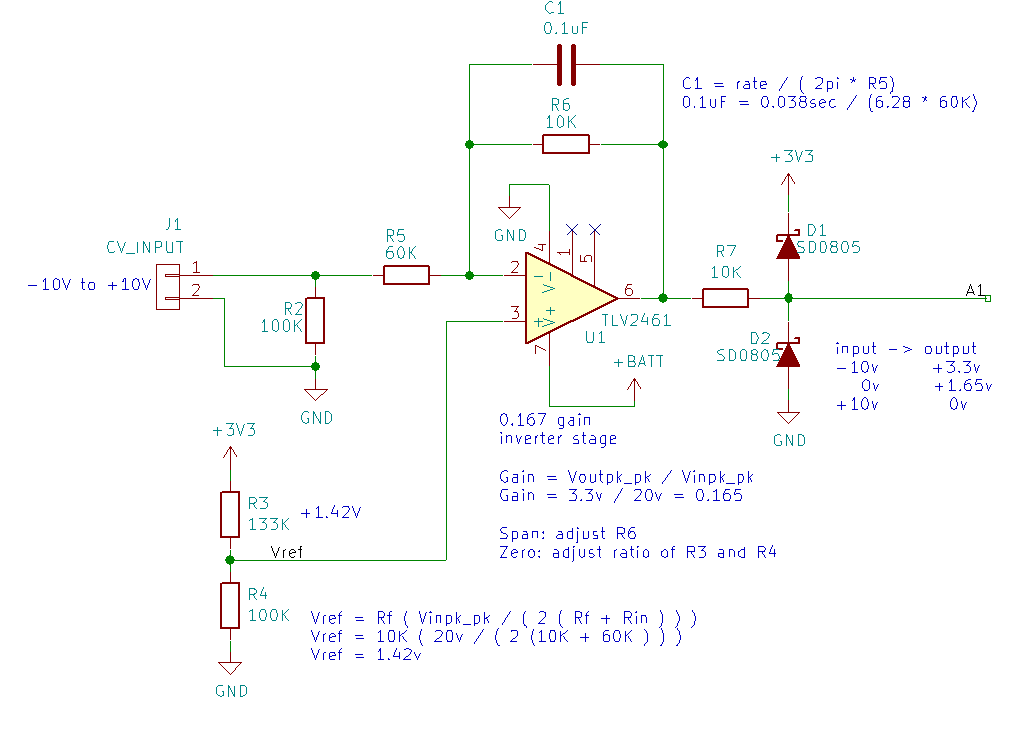 C1
0.1uF
C1 = rate / ( 2pi * R5)
0.1uF = 0.038sec / (6.28 * 60K)
R6
10K
+3V3
J1
CV_INPUT
GND
R5
60K
D1
SD0805
R7
10K
-10V to +10V
1
2
R2
100K
GND
2
3
4
1
5
6
7
V-
V+
-
+
TLV2461
U1
A1
D2
SD0805
GND
+BATT
input -> output
-10v +3.3v
0v +1.65v
+10v 0v
0.167 gain
inverter stage
Gain = Voutpk_pk / Vinpk_pk
Gain = 3.3v / 20v = 0.165
Span: adjust R6
Zero: adjust ratio of R3 and R4
+3V3
R3
133K
+1.42V
Vref
R4
100K
GND
Vref = Rf ( Vinpk_pk / ( 2 ( Rf + Rin ) ) )
Vref = 10K ( 20v / ( 2 (10K + 60K ) ) )
Vref = 1.42v